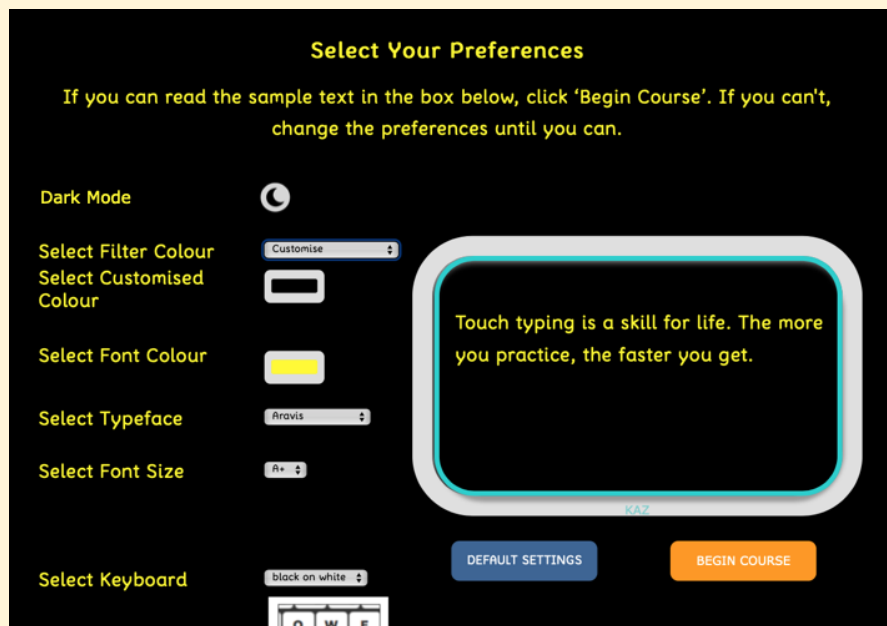 Select Your Preferences
If you can read the sample text in the box below, click ‘Begin Course’. If you can't,
change the preferences until you can.
Dark Mode
Select Filter Colour
Customise
Select Customised
Colour
Select Font Colour
Select Typeface
Aravis
Select Font Size
A+
Touch typing is a skill for life. The more
you practice, the faster you get.
KAZ
DEFAULT SETTINGS
BEGIN COURSE
Select Keyboard
black on white
Q W E